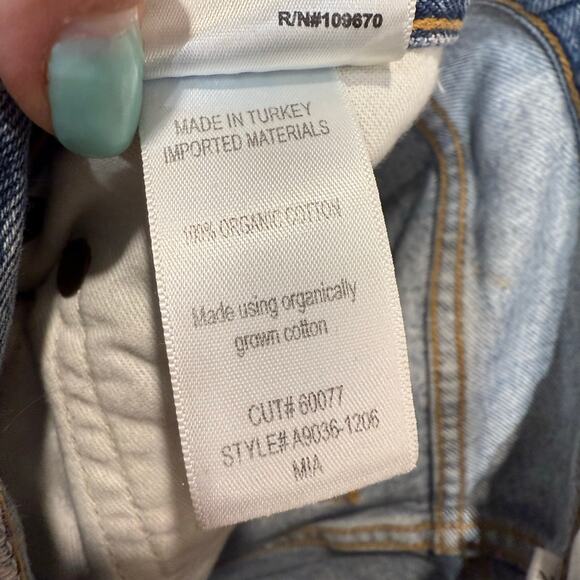 R/N#109670
MADE IN TURKEY
IMPORTED MATERIALS
100% ORGANIC COTTON
Made using organically
grown cotton
CUT# 60077
STYLE# A9036-1206
MIA